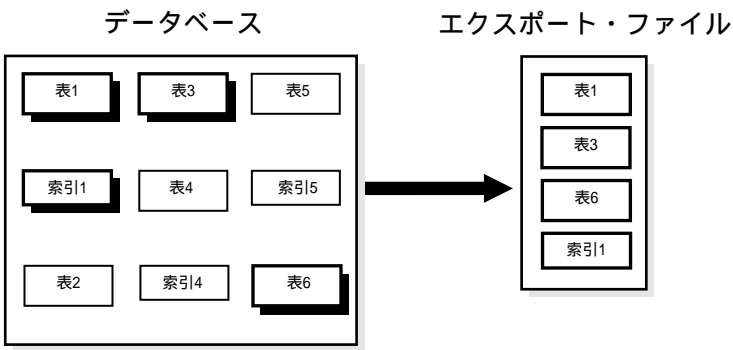 データベース
エクスポート・ファイル
表1
表3
表5
索引1
表4
索引5
表2
索引4
表6
表1
表3
表6
索引1